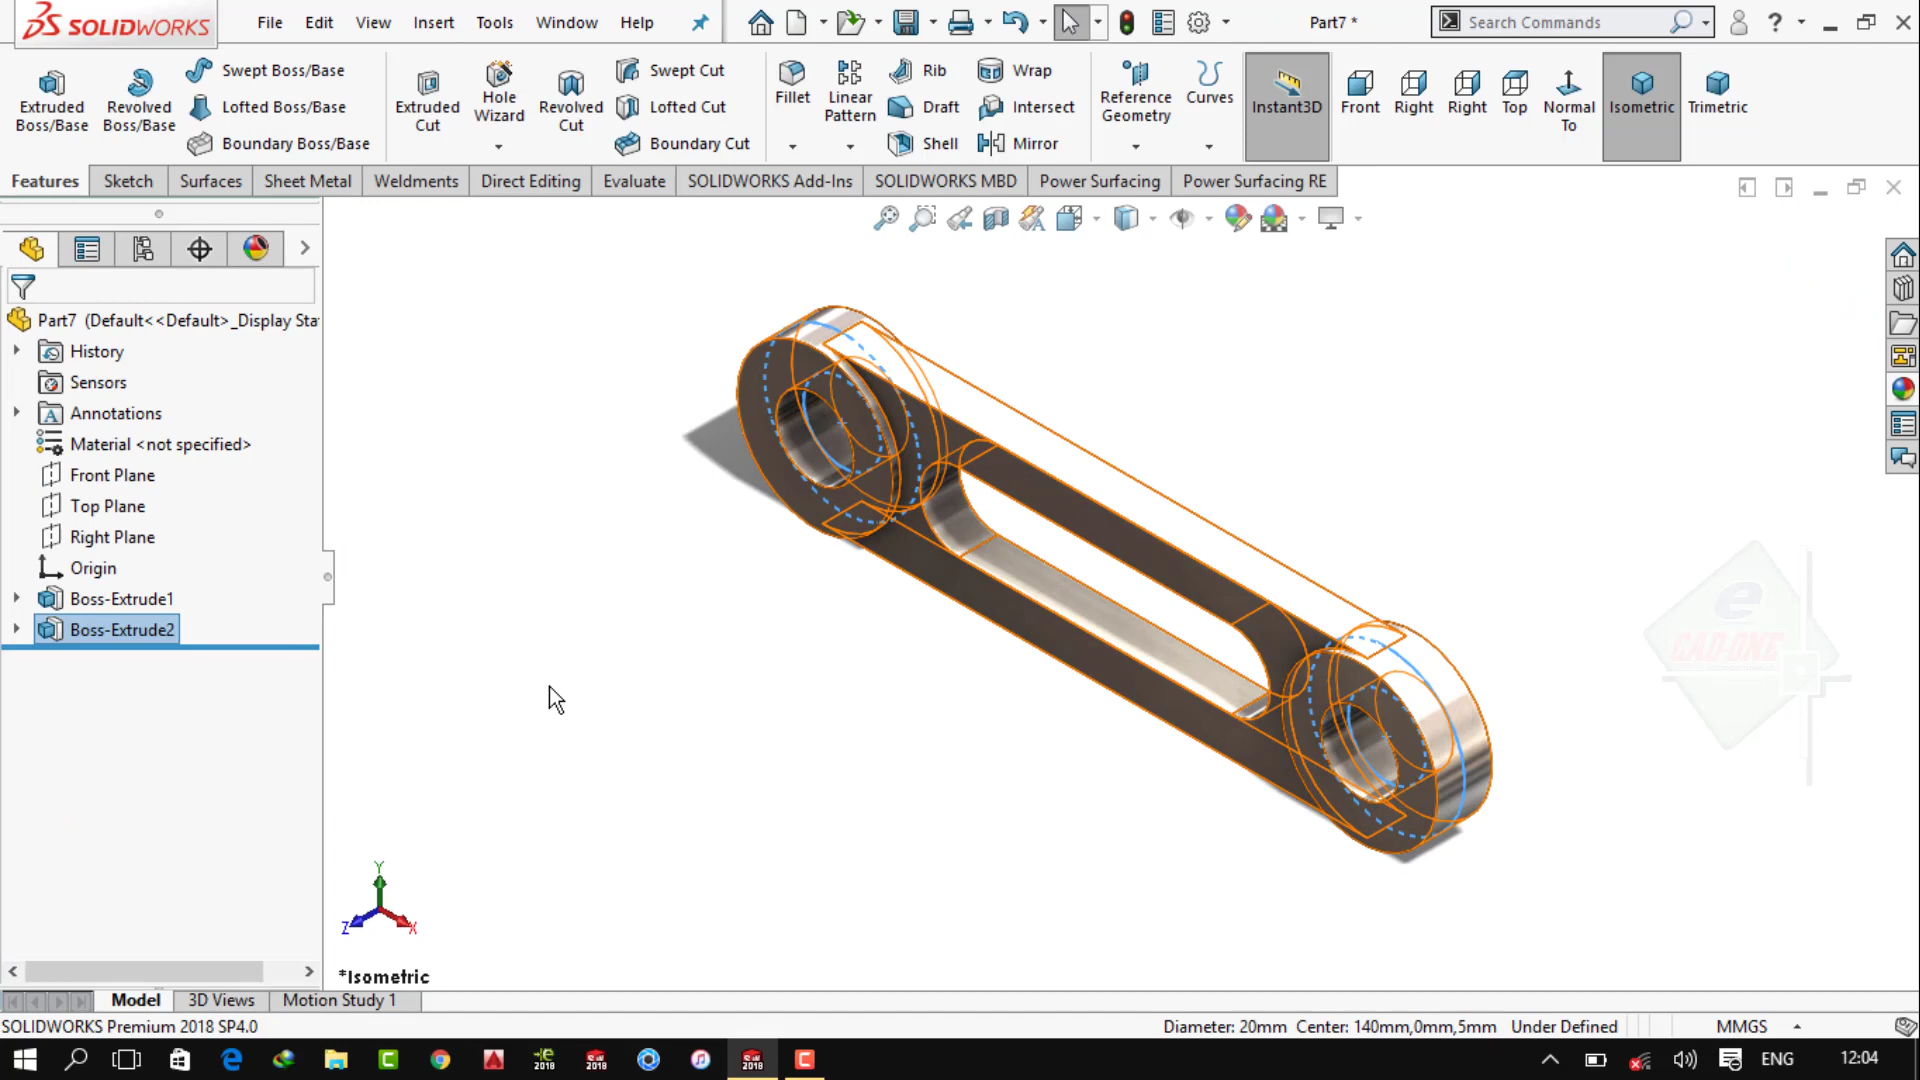 SOLIDWORKS File Edit View Insert Tools Window Help Part7 * Search Commands
Extruded Boss/Base
Revolved Boss/Base
Swept Boss/Base
Lofted Boss/Base
Boundary Boss/Base
Extruded Cut
Hole Wizard
Revolved Cut
Swept Cut
Lofted Cut
Boundary Cut
Fillet
Linear Pattern
Rib
Draft
Shell
Wrap
Intersect
Mirror
Reference Geometry
Curves
Instant3D
Front
Right
Right
Top
Normal To
Isometric
Trimetric
Features Sketch Surfaces Sheet Metal Weldments Direct Editing Evaluate SOLIDWORKS Add-Ins SOLIDWORKS MBD Power Surfacing Power Surfacing RE
Part7 (Default<<Default>_Display Sta
History
Sensors
Annotations
Material <not specified>
Front Plane
Top Plane
Right Plane
Origin
Boss-Extrude1
Boss-Extrude2
e
CAD-ONE
Y
Z
X
*Isometric
Model 3D Views Motion Study 1
SOLIDWORKS Premium 2018 SP4.0 Diameter: 20mm Center: 140mm,0mm,5mm Under Defined MMGS
2018 2018 2018 ENG 12:04